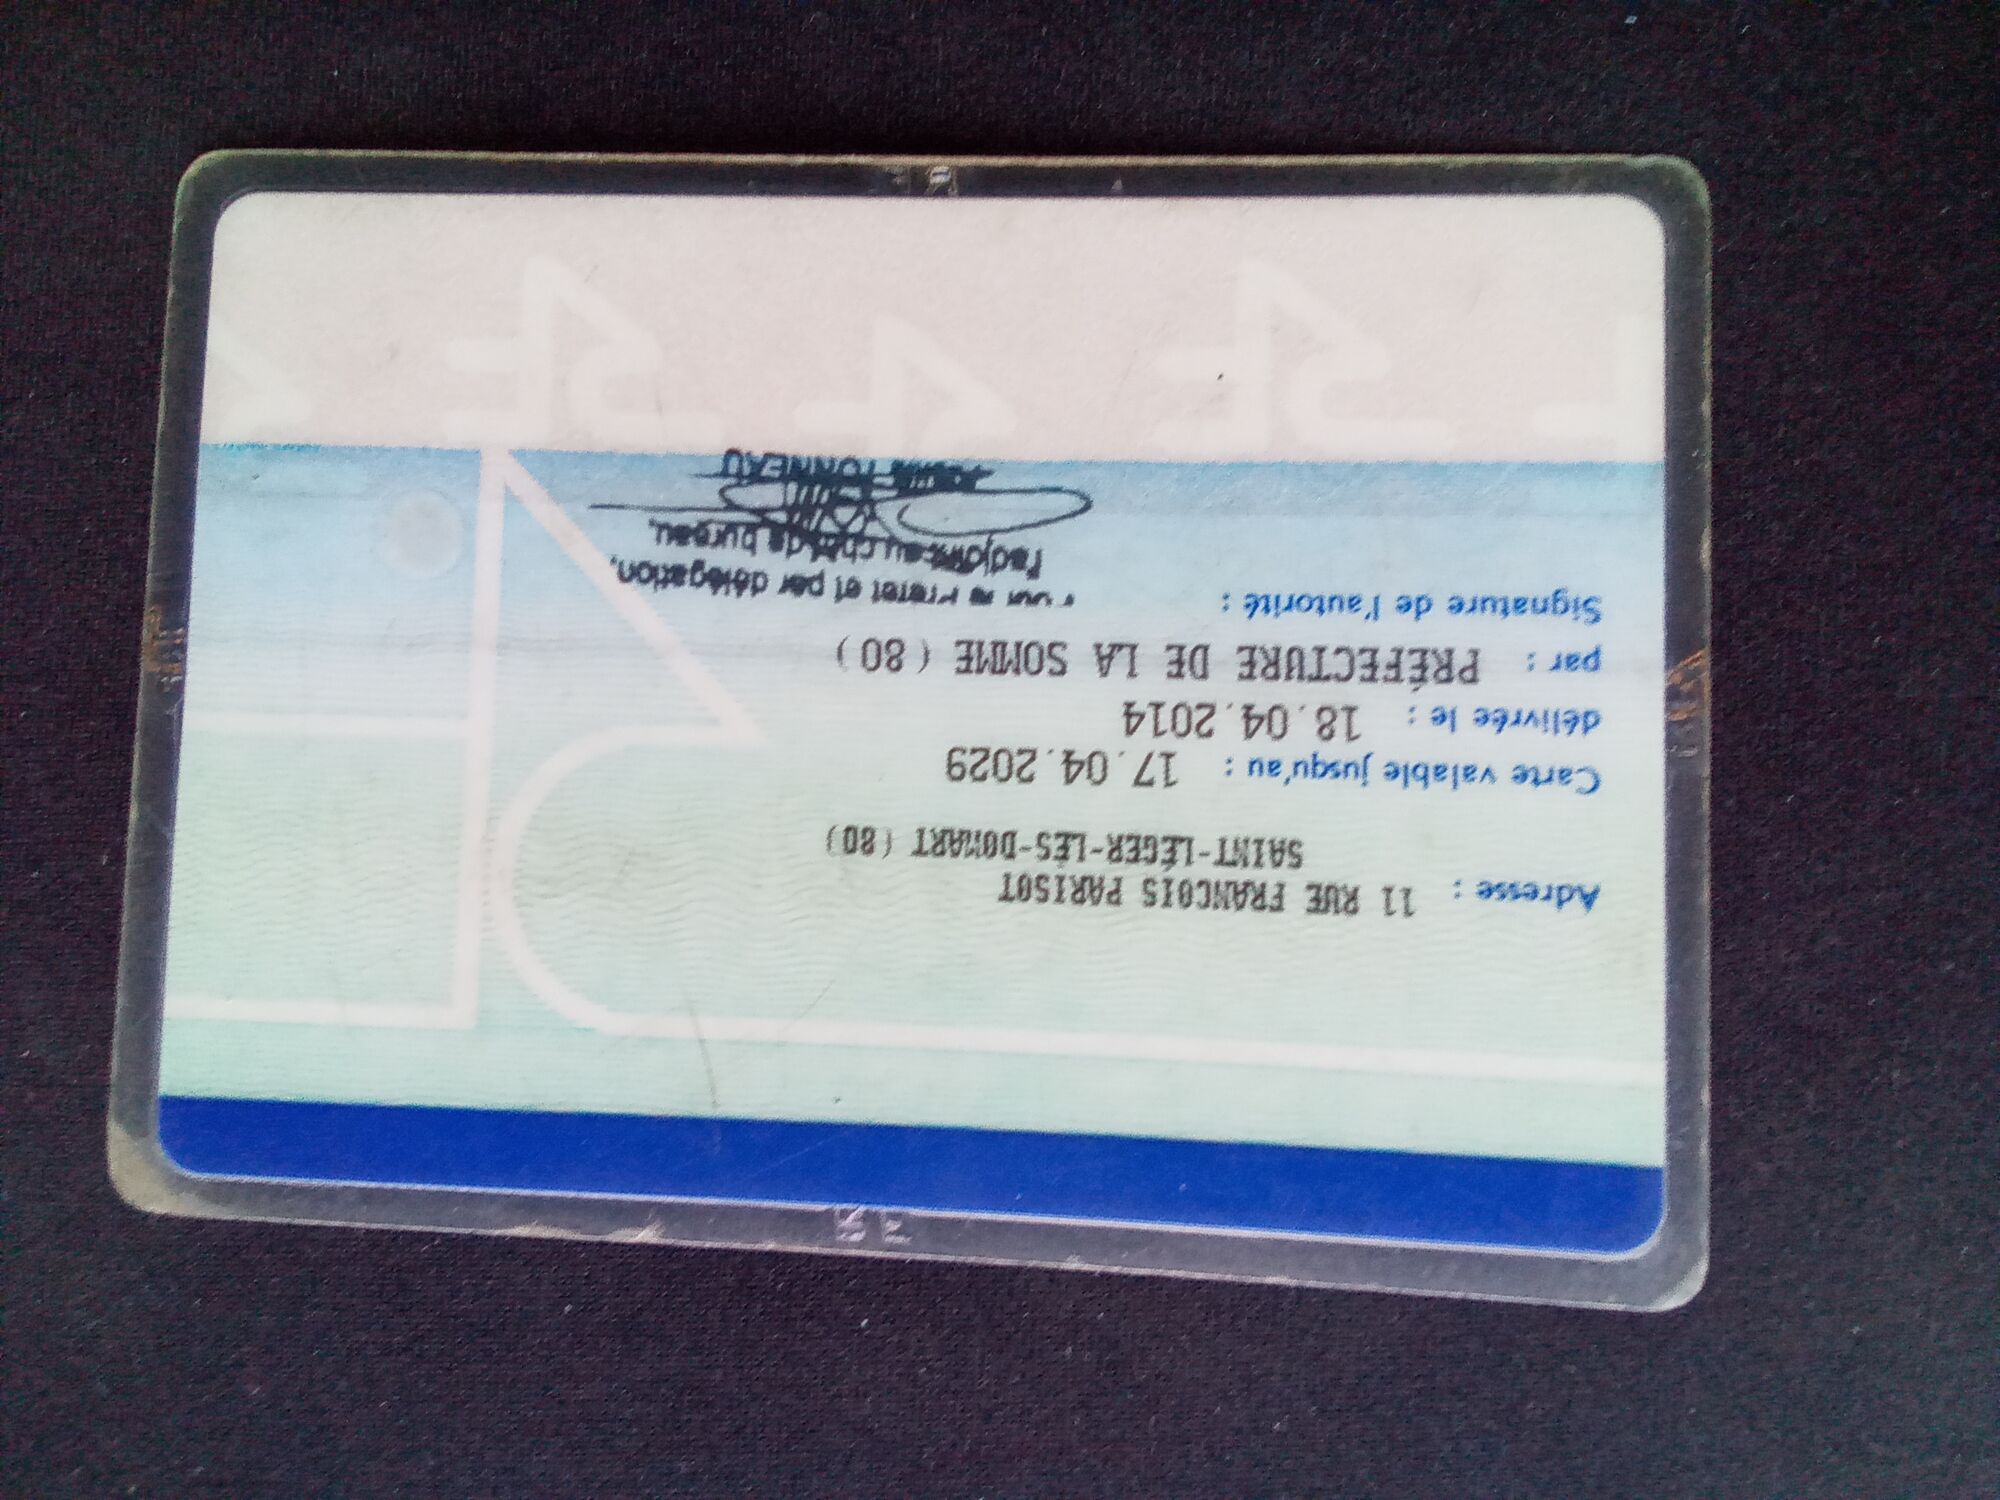 Adresse : 11 RUE FRANCOIS PARISOT
SAINT-LÉGER-LÈS-DOMART (80)
Carte valable jusqu'au : 17.04.2029
délivrée le : 18.04.2014
par : PRÉFECTURE DE LA SOMME (80)
Signature de l'autorité :
Pour le Préfet et par délégation,
l'adjointe au chef de bureau,
TONNEAU